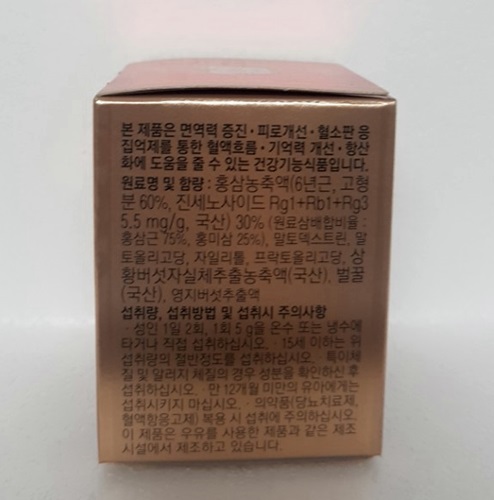 본 제품은 면역력 증진·피로개선·혈소판 응
집억제를 통한 혈액흐름·기억력 개선·항산
화에 도움을 줄 수 있는 건강기능식품입니다.
원료명 및 함량 : 홍삼농축액(6년근, 고형
분 60%, 진세노사이드 Rg1+Rb1+Rg3
5.5 mg/g, 국산) 30% (원료삼배합비율 :
홍삼근 75%, 홍미삼 25%), 말토덱스트린, 말
토올리고당, 자일리톨, 프락토올리고당, 상
황버섯자실체추출농축액(국산), 벌꿀
(국산), 영지버섯추출액
섭취량, 섭취방법 및 섭취시 주의사항
· 성인 1일 2회, 1회 5 g을 온수 또는 냉수에
타거나 직접 섭취하십시오. · 15세 이하는 위
섭취량의 절반정도를 섭취하십시오. · 특이체
질 및 알러지 체질의 경우 성분을 확인하신 후
섭취하십시오. · 만 12개월 미만의 유아에게는
섭취시키지 마십시오. · 의약품(당뇨치료제,
혈액항응고제) 복용 시 섭취에 주의하십시오.
이 제품은 우유를 사용한 제품과 같은 제조
시설에서 제조하고 있습니다.